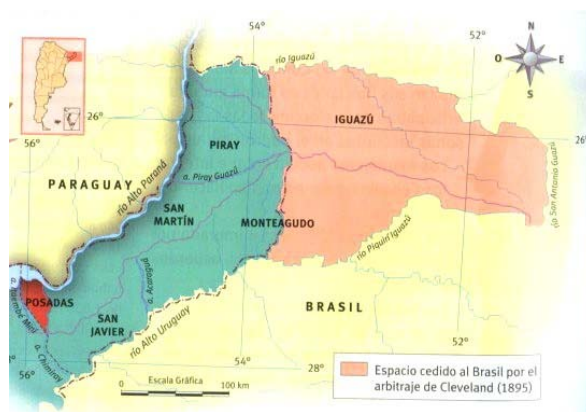 54°
52°
N
O
E
S
río Iguazú
IGUAZÚ
26°
26°
56°
PIRAY
PARAGUAY
río Alto Paraná
a. Piray Guazú
SAN
MARTÍN
MONTEAGUDO
río San Antonio Guazú
río Piquirí Iguazú
a. Acaraguá
POSADAS
SAN
JAVIER
río Alto Uruguay
BRASIL
a. Chimiray
56°
54°
28°
52°
Escala Gráfica
0
100 km
Espacio cedido al Brasil por el
arbitraje de Cleveland (1895)